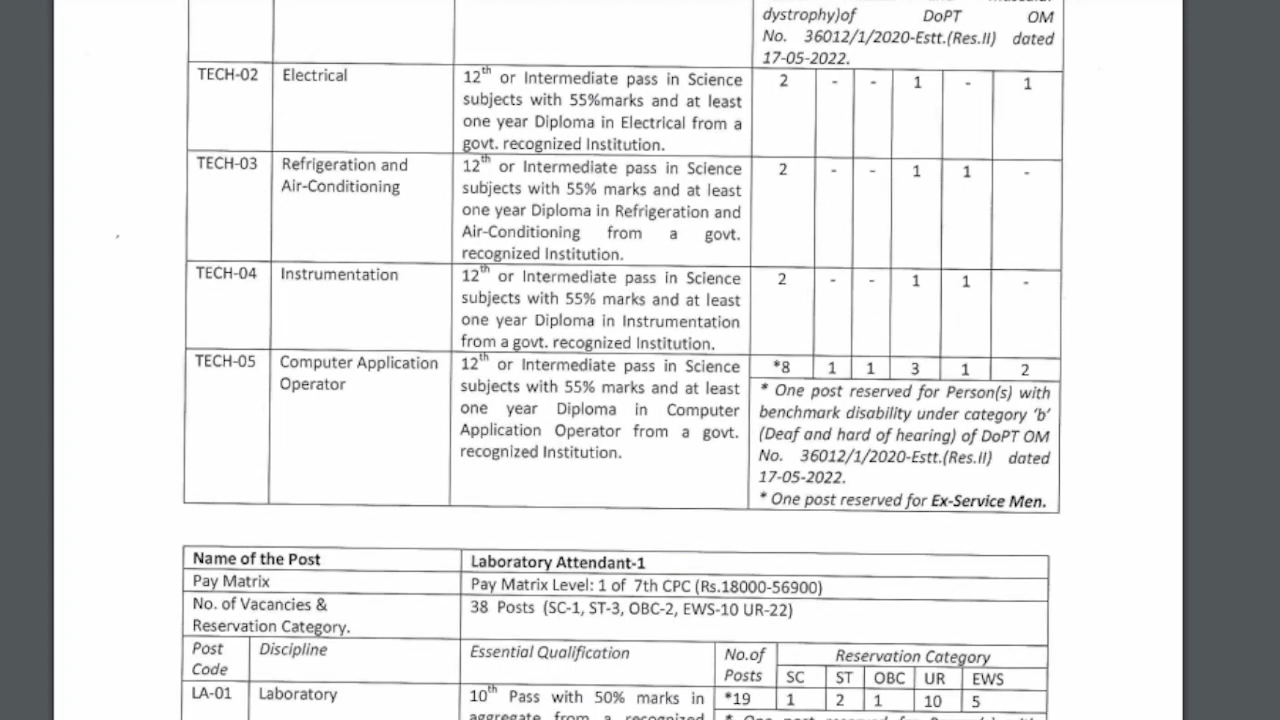 dystrophy)of DoPT OM
No. 36012/1/2020-Estt.(Res.II) dated
17-05-2022.
TECH-02 Electrical 12th or Intermediate pass in Science 2 - - 1 - 1
subjects with 55%marks and at least
one year Diploma in Electrical from a
govt. recognized Institution.
TECH-03 Refrigeration and 12th or Intermediate pass in Science 2 - - 1 1 -
Air-Conditioning subjects with 55% marks and at least
one year Diploma in Refrigeration and
Air-Conditioning from a govt.
recognized Institution.
TECH-04 Instrumentation 12th or Intermediate pass in Science 2 - - 1 1 -
subjects with 55% marks and at least
one year Diploma in Instrumentation
from a govt. recognized Institution.
TECH-05 Computer Application 12th or Intermediate pass in Science *8 1 1 3 1 2
Operator subjects with 55% marks and at least
one year Diploma in Computer
Application Operator from a govt.
recognized Institution.
* One post reserved for Person(s) with
benchmark disability under category 'b'
(Deaf and hard of hearing) of DoPT OM
No. 36012/1/2020-Estt.(Res.II) dated
17-05-2022.
* One post reserved for Ex-Service Men.
Name of the Post Laboratory Attendant-1
Pay Matrix Pay Matrix Level: 1 of 7th CPC (Rs.18000-56900)
No. of Vacancies & 38 Posts (SC-1, ST-3, OBC-2, EWS-10 UR-22)
Reservation Category.
Post Discipline Essential Qualification No.of Reservation Category
Code Posts SC ST OBC UR EWS
LA-01 Laboratory 10th Pass with 50% marks in *19 1 2 1 10 5
aggregate from a recognized